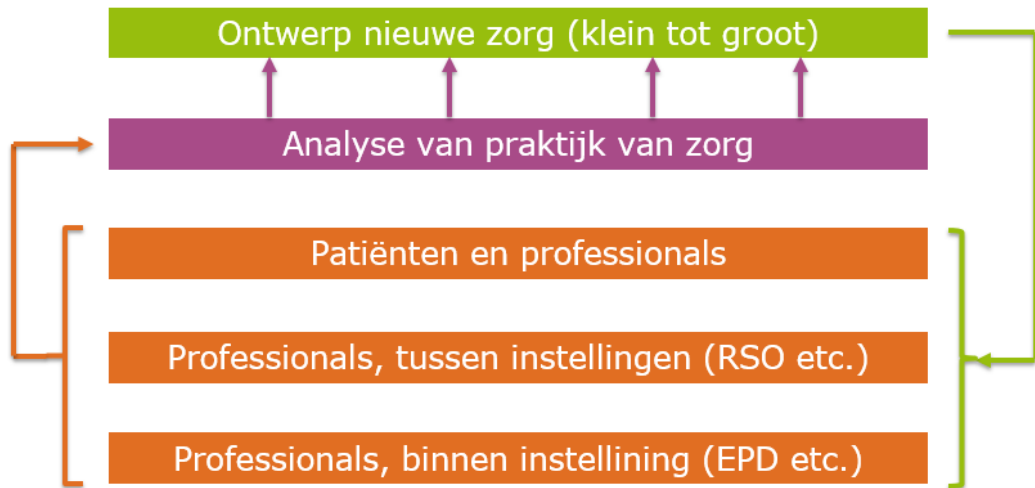 Ontwerp nieuwe zorg (klein tot groot)
Analyse van praktijk van zorg
Patiënten en professionals
Professionals, tussen instellingen (RSO etc.)
Professionals, binnen instellining (EPD etc.)